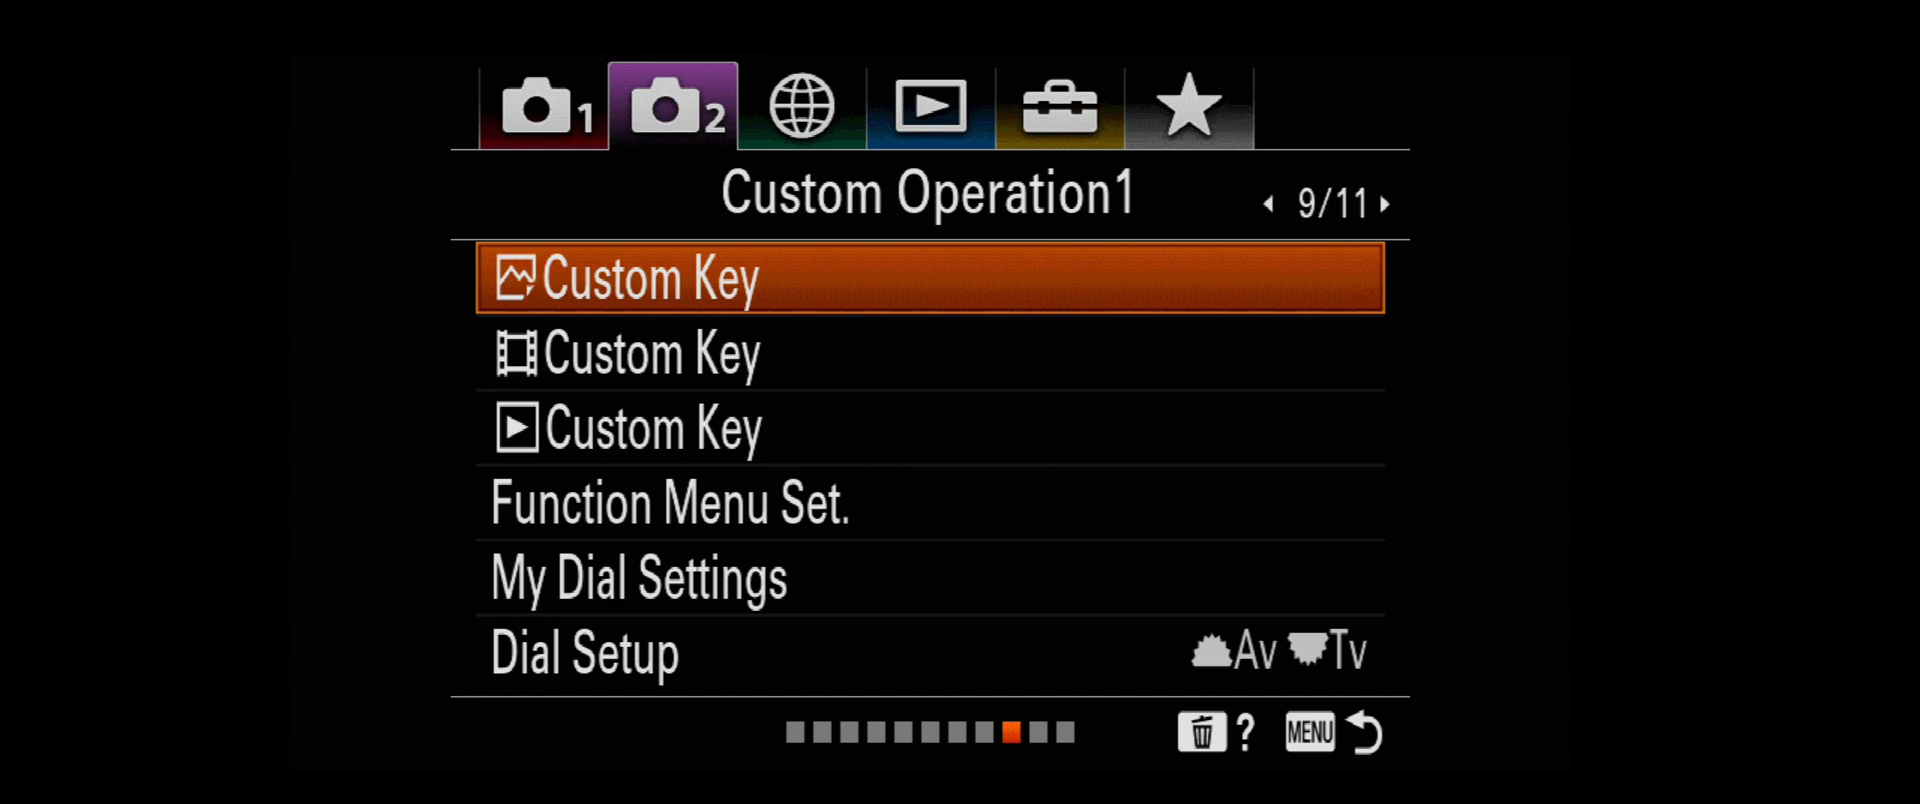 1 2
Custom Operation1 9/11
Custom Key
Custom Key
Custom Key
Function Menu Set.
My Dial Settings
Dial Setup Av Tv
? MENU